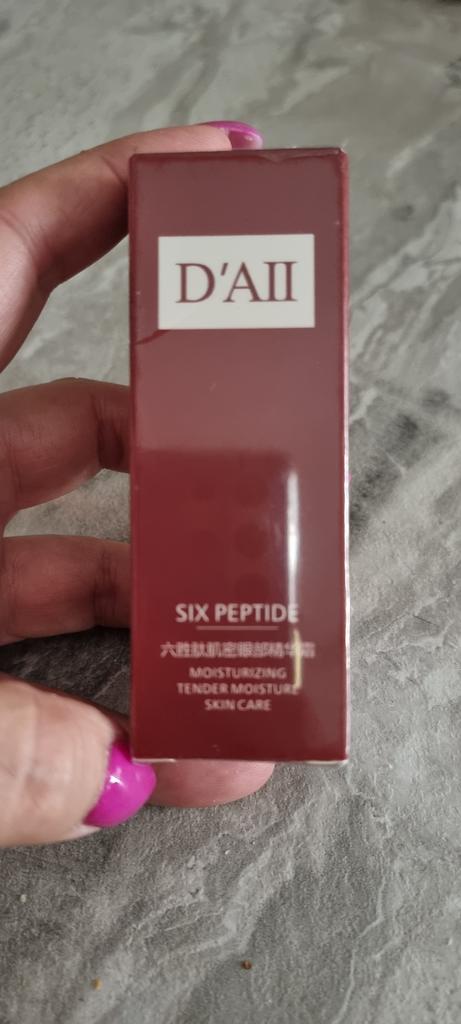 D'AII
SIX PEPTIDE
六胜肽肌密眼部精华霜
MOISTURIZING
TENDER MOISTURE
SKIN CARE